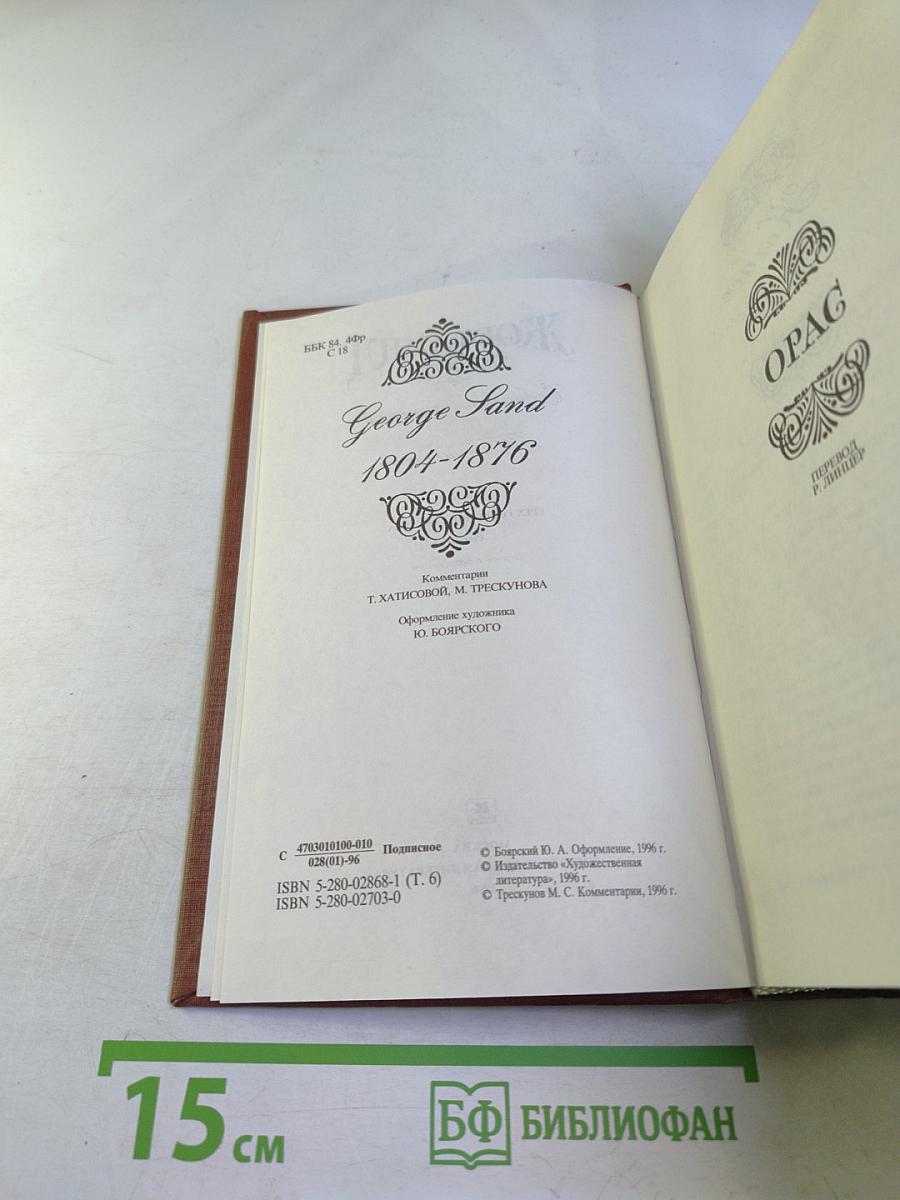 ББК 84. 4Фр
С 18
George Sand
1804-1876
Комментарии
Т. ХАТИСОВОЙ, М. ТРЕСКУНОВА
Оформление художника
Ю. БОЯРСКОГО
С 4703010100-010 Подписное
028(01)-96
ISBN 5-280-02868-1 (Т. 6)
ISBN 5-280-02703-0
© Боярский Ю. А. Оформление, 1996 г.
© Издательство «Художественная
литература», 1996 г.
© Трескунов М. С. Комментарии, 1996 г.
ОРАС
ПЕРЕВОД
Р. ЛИНЦЕР
15 см
БФ БИБЛИОФАН